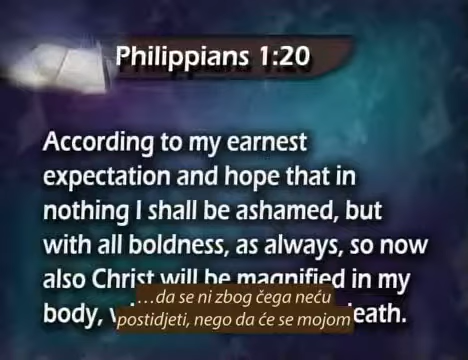 Philippians 1:20
According to my earnest
expectation and hope that in
nothing I shall be ashamed, but
with all boldness, as always, so now
also Christ will be magnified in my
body,
…da se ni zbog čega neću
postidjeti, nego da će se mojom